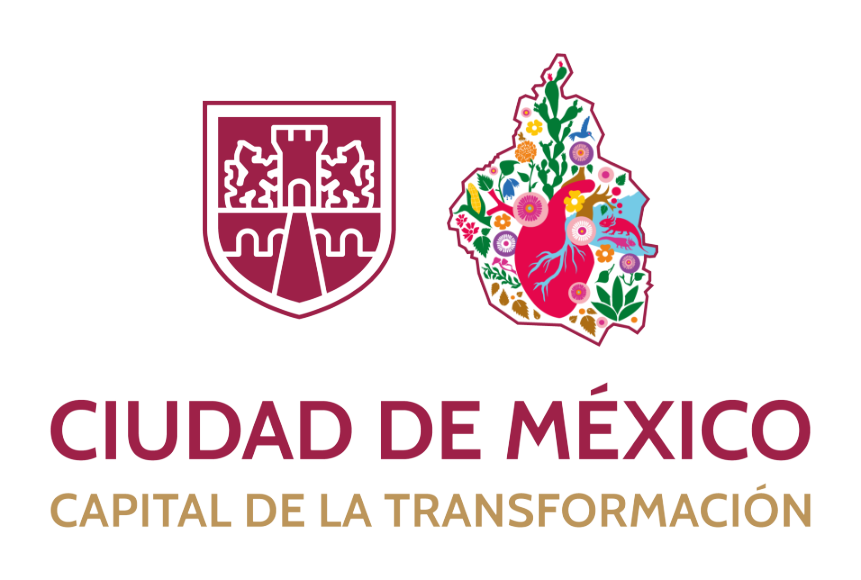 CIUDAD DE MÉXICO
CAPITAL DE LA TRANSFORMACIÓN